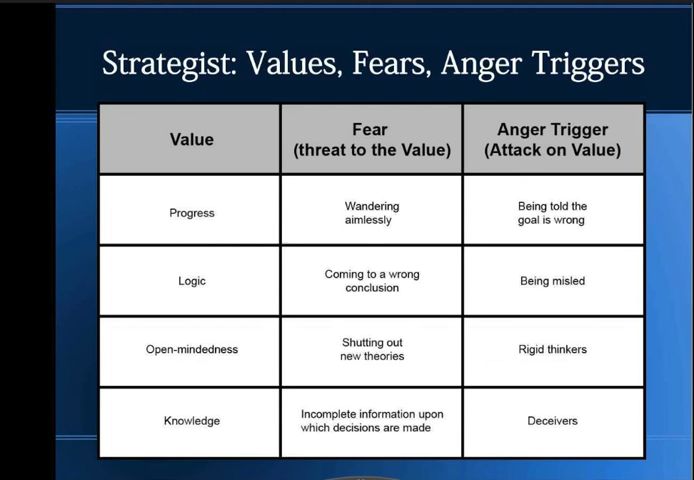 Strategist: Values, Fears, Anger Triggers
Value
Fear
(threat to the Value)
Anger Trigger
(Attack on Value)
Progress
Wandering
aimlessly
Being told the
goal is wrong
Logic
Coming to a wrong
conclusion
Being misled
Open-mindedness
Shutting out
new theories
Rigid thinkers
Knowledge
Incomplete information upon
which decisions are made
Deceivers